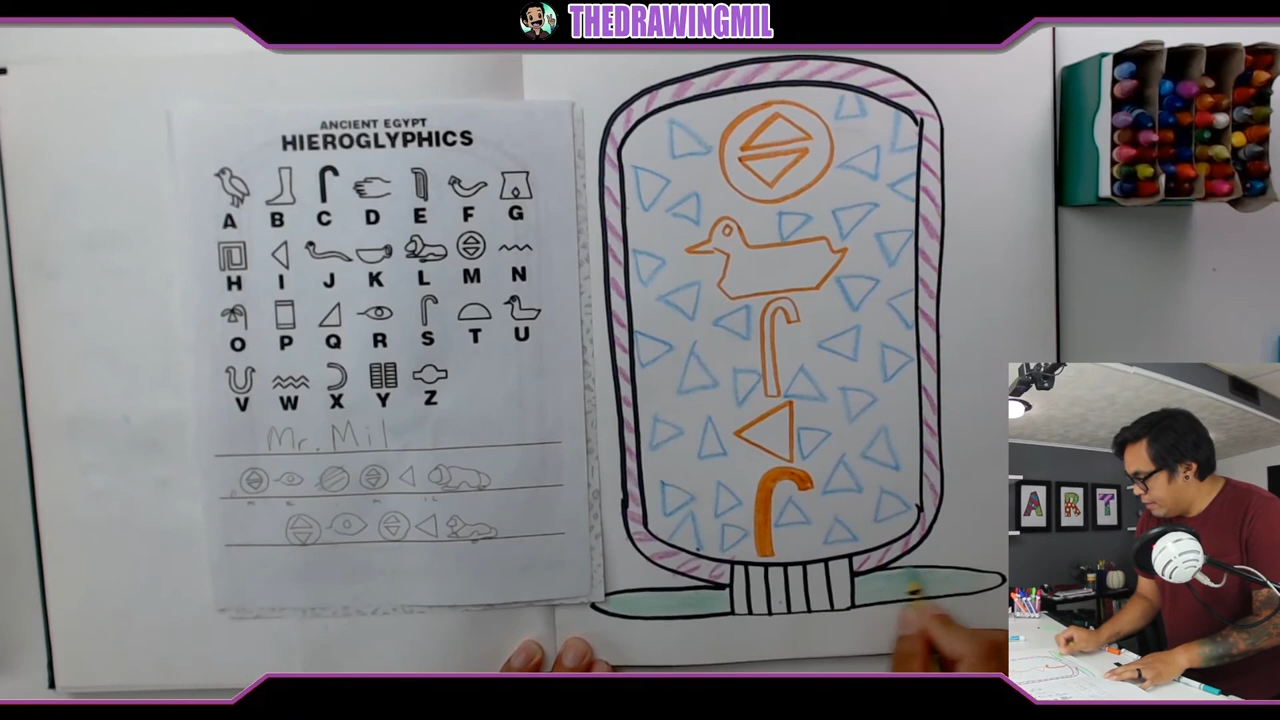 THEDRAWINGMIL
ANCIENT EGYPT
HIEROGLYPHICS
A B C D E F G
H I J K L M N
O P Q R S T U
V W X Y Z
Mr. Mil
A R T